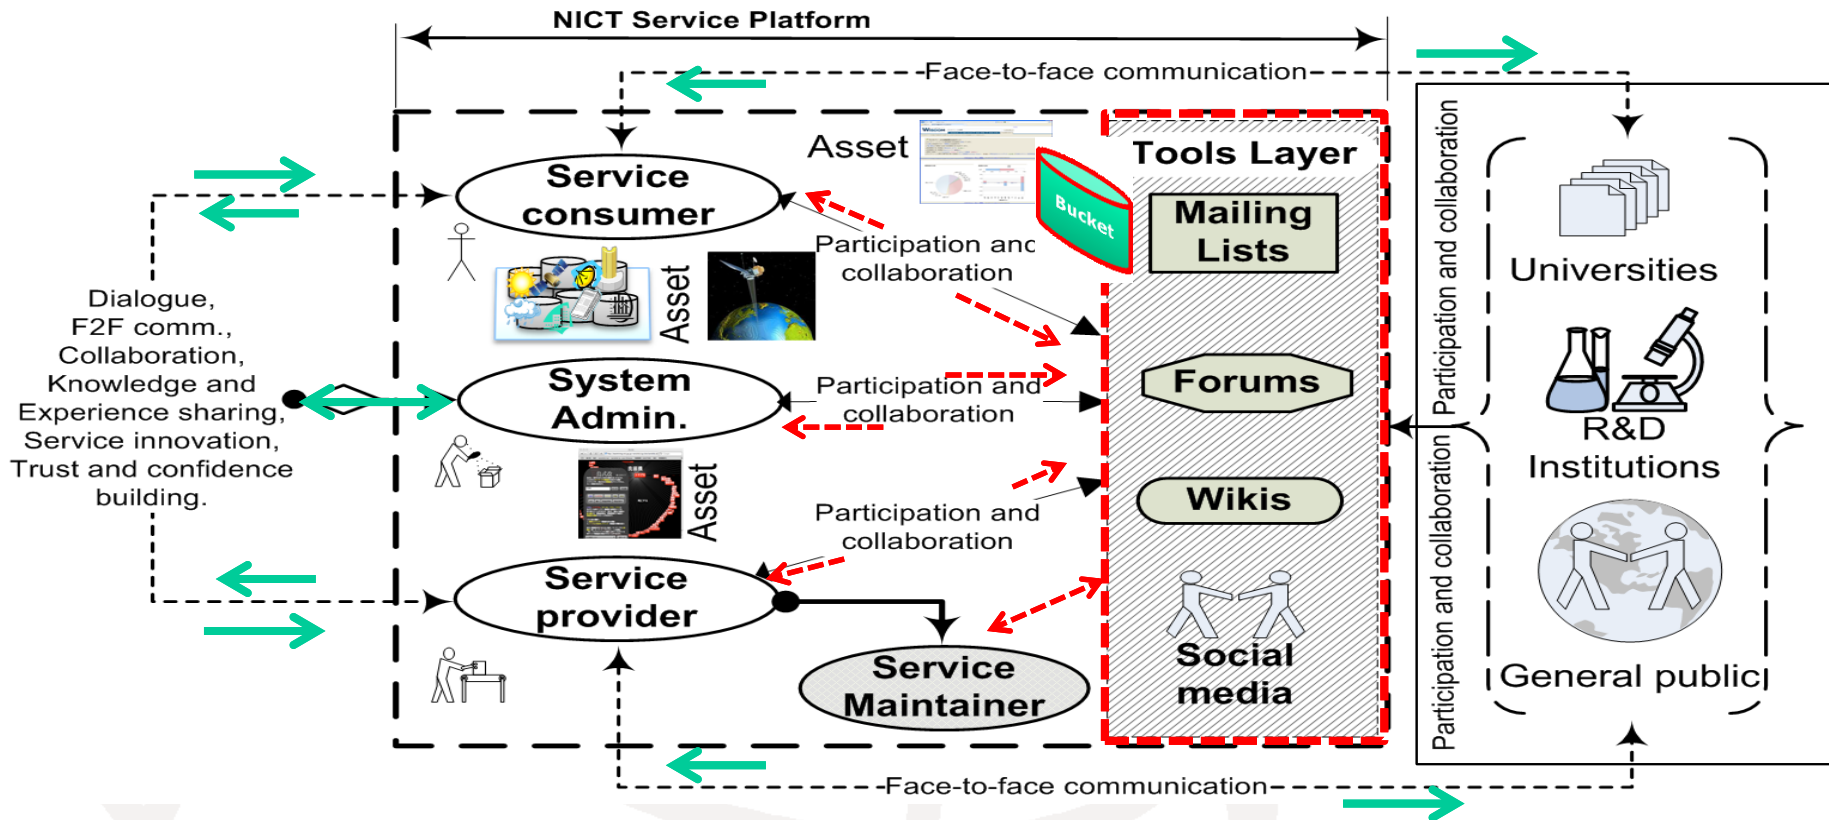 NICT Service Platform
Face-to-face communication
Asset
Tools Layer
Service
consumer
Bucket
Mailing
Lists
Participation and
collaboration
Asset
Dialogue,
F2F comm.,
Collaboration,
Knowledge and
Experience sharing,
Service innovation,
Trust and confidence
building.
System
Admin.
Participation and
collaboration
Forums
Asset
Participation and
collaboration
Wikis
Service
provider
Service
Maintainer
Social
media
Participation and collaboration
Participation and collaboration
Universities
R&D
Institutions
General public
Face-to-face communication